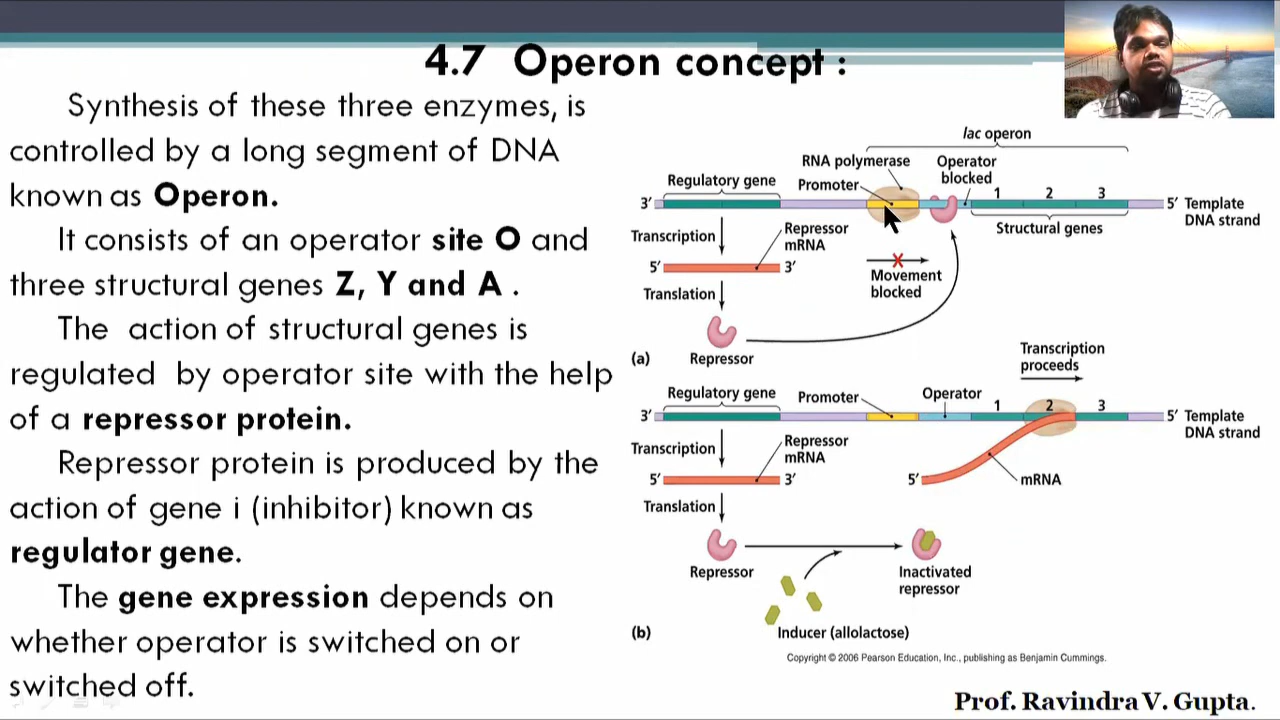 4.7 Operon concept :
Synthesis of these three enzymes, is
controlled by a long segment of DNA
known as Operon.
It consists of an operator site O and
three structural genes Z, Y and A .
The action of structural genes is
regulated by operator site with the help
of a repressor protein.
Repressor protein is produced by the
action of gene i (inhibitor) known as
regulator gene.
The gene expression depends on
whether operator is switched on or
switched off.
lac operon
RNA polymerase
Operator
blocked
Regulatory gene
Promoter
1 2 3
3′
5′ Template
DNA strand
Structural genes
Transcription
Repressor
mRNA
5′ 3′
Movement
blocked
Translation
Repressor
(a)
Transcription
proceeds
Regulatory gene
Promoter
Operator
1 2 3
3′
5′ Template
DNA strand
Transcription
Repressor
mRNA
5′ 3′
5′
mRNA
Translation
Repressor
Inactivated
repressor
(b)
Inducer (allolactose)
Copyright © 2006 Pearson Education, Inc., publishing as Benjamin Cummings.
Prof. Ravindra V. Gupta.